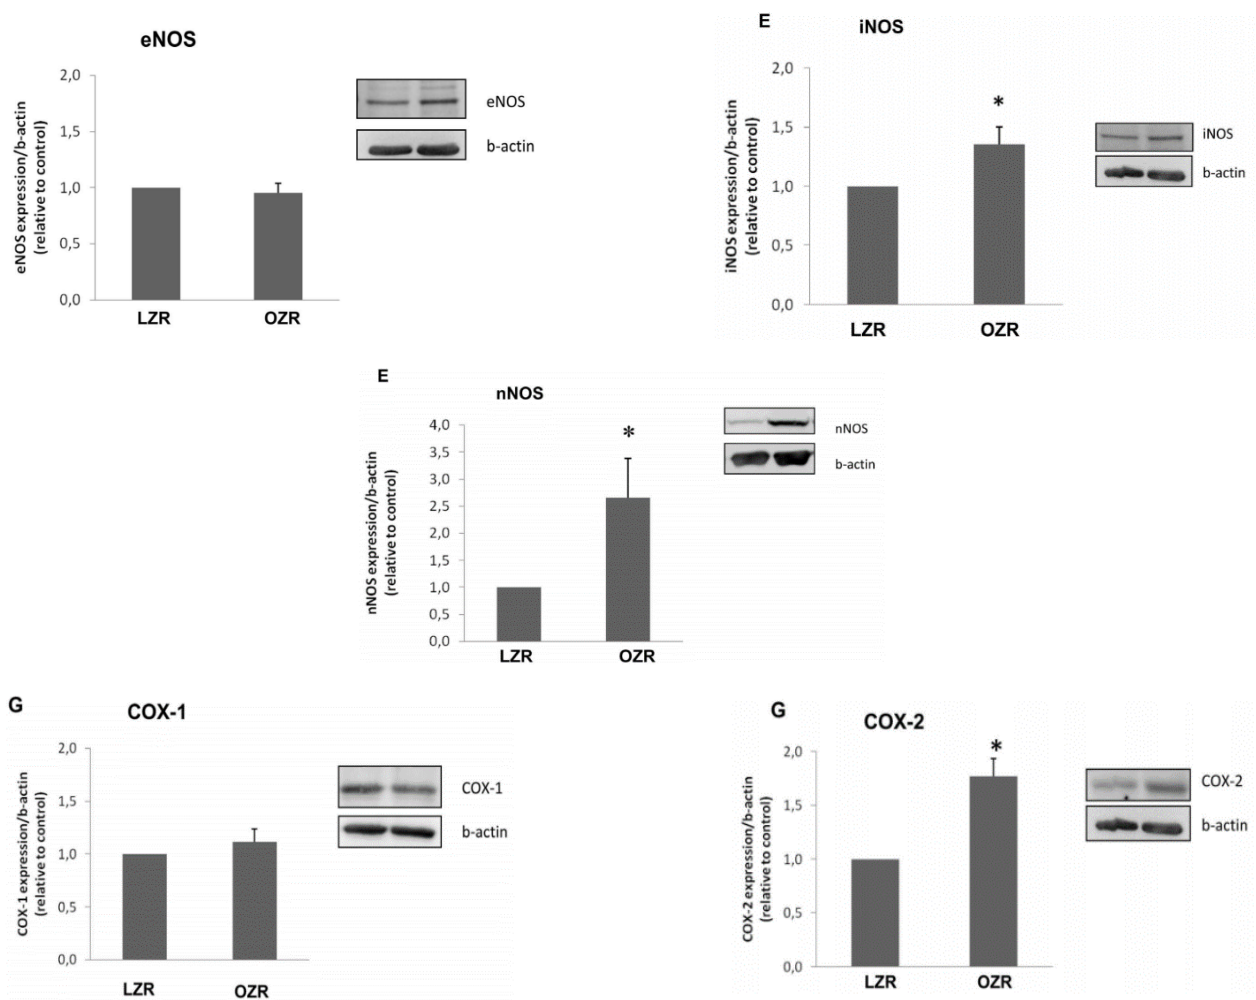 eNOS
eNOS expression/b-actin
(relative to control)
2,0
1,5
1,0
0,5
0,0
LZR OZR
eNOS
b-actin
E
iNOS
iNOS expression/b-actin
(relative to control)
2,0
1,5
1,0
0,5
0,0
*
LZR OZR
iNOS
b-actin
E
nNOS
nNOS expression/b-actin
(relative to control)
4,0
3,5
3,0
2,5
2,0
1,5
1,0
0,5
0,0
*
LZR OZR
nNOS
b-actin
G
COX-1
COX-1 expression/b-actin
(relative to control)
2,0
1,5
1,0
0,5
0,0
LZR OZR
COX-1
b-actin
G
COX-2
COX-2 expression/b-actin
(relative to control)
2,0
1,5
1,0
0,5
0,0
*
LZR OZR
COX-2
b-actin